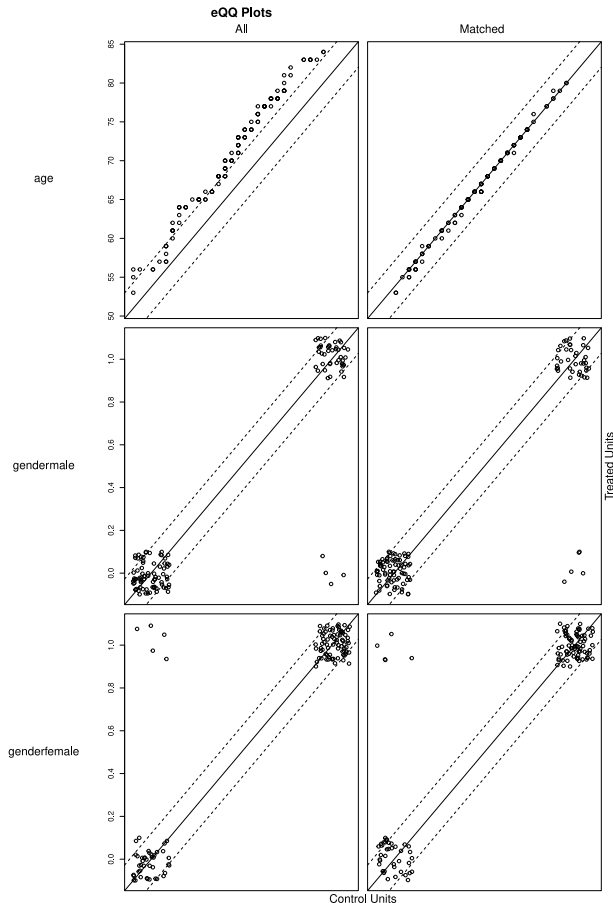 eQQ Plots
All
Matched
age
50
55
60
65
70
75
80
85
gendermale
0.0
0.2
0.4
0.6
0.8
1.0
Treated Units
genderfemale
0.0
0.2
0.4
0.6
0.8
1.0
Control Units